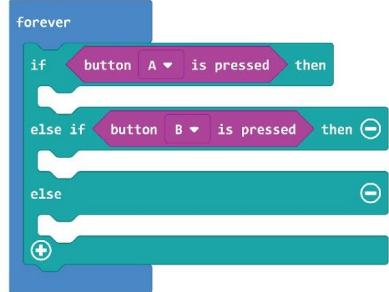 forever
if button A is pressed then
else if button B is pressed then
else